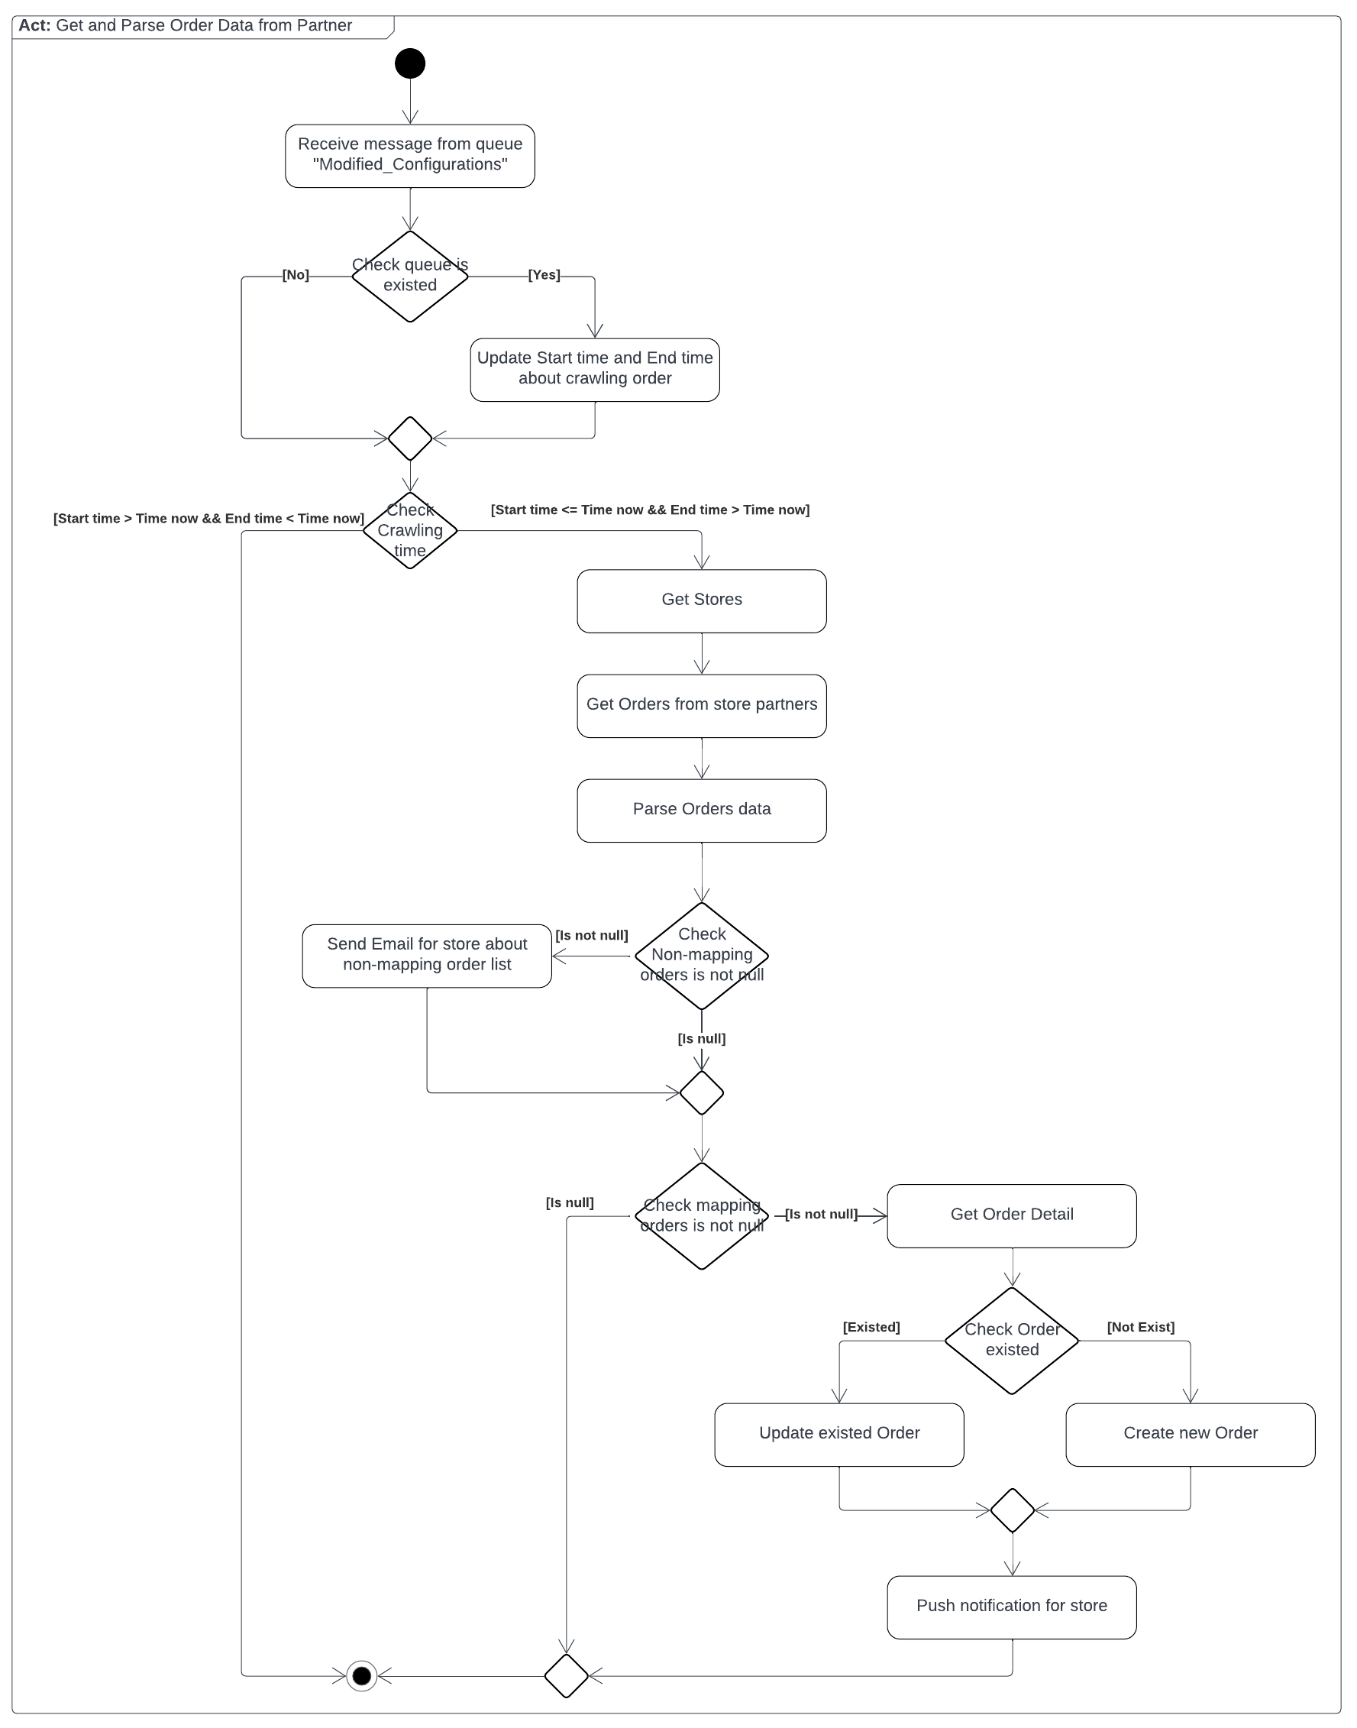 Act: Get and Parse Order Data from Partner
Receive message from queue
"Modified_Configurations"
Check queue is
existed
[No]
[Yes]
Update Start time and End time
about crawling order
Check
Crawling
time
[Start time > Time now && End time < Time now]
[Start time <= Time now && End time > Time now]
Get Stores
Get Orders from store partners
Parse Orders data
Check
Non-mapping
orders is not null
[Is not null]
Send Email for store about
non-mapping order list
[Is null]
Check mapping
orders is not null
[Is null]
[Is not null]
Get Order Detail
Check Order
existed
[Existed]
[Not Exist]
Update existed Order
Create new Order
Push notification for store